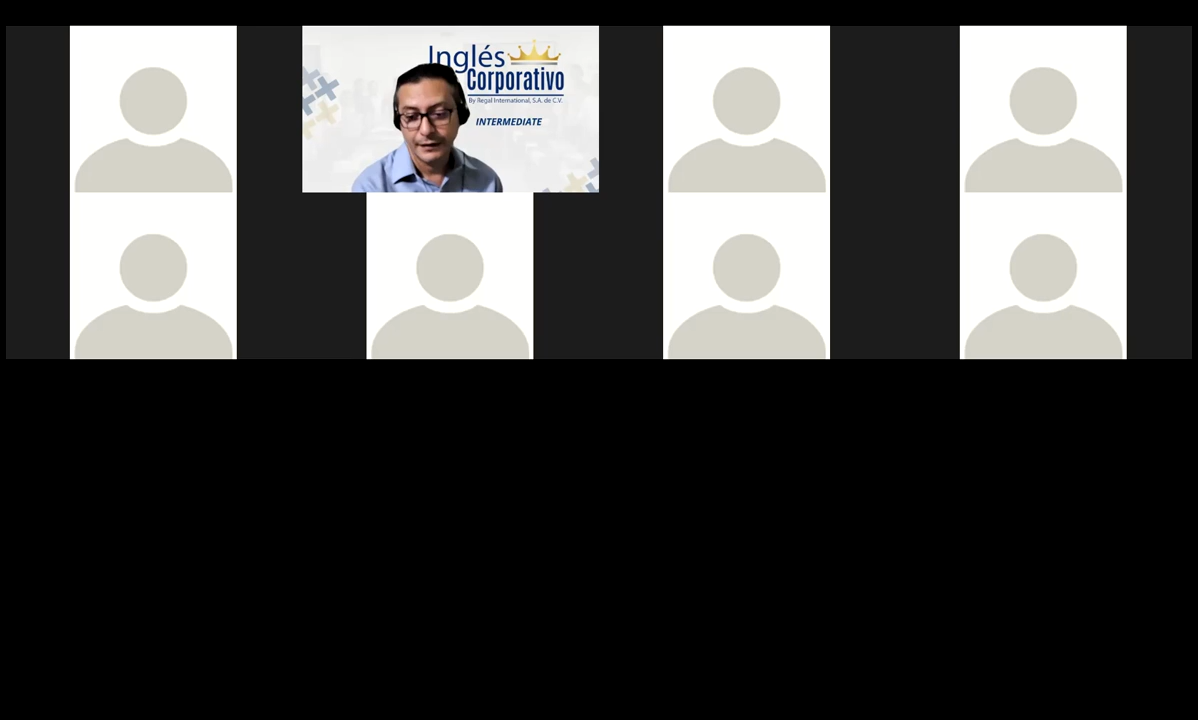 Inglés
Corporativo
By Regal International, S.A. de C.V.
INTERMEDIATE